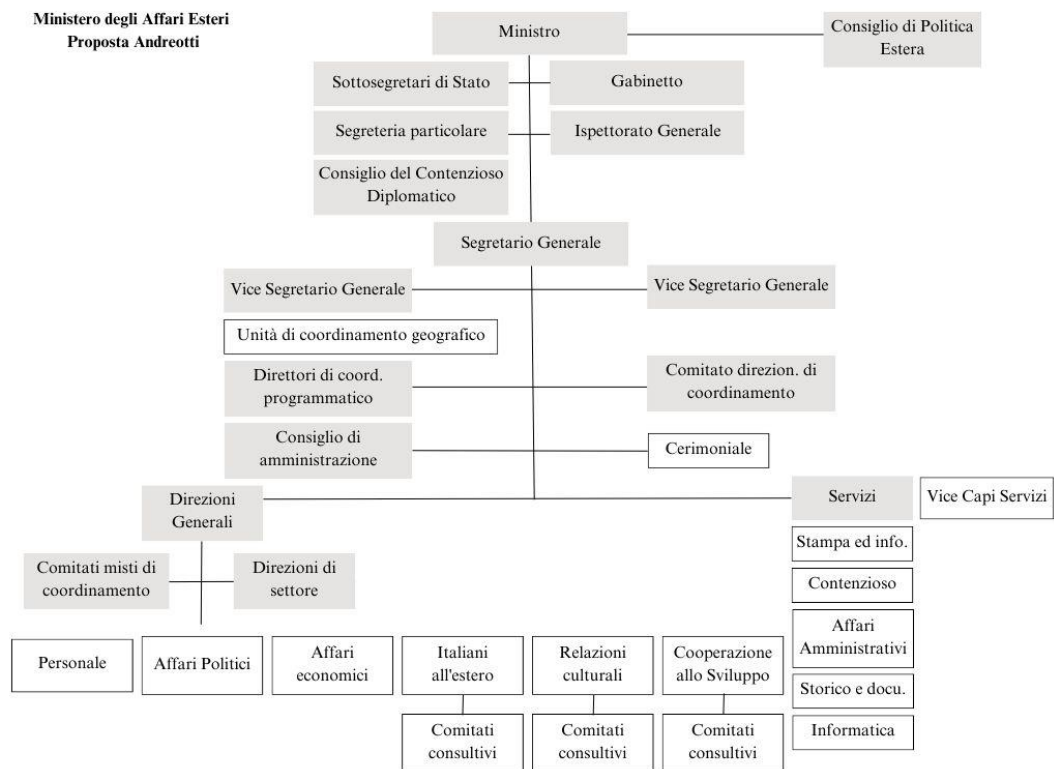 Ministero degli Affari Esteri
Proposta Andreotti
Ministro
Consiglio di Politica
Estera
Sottosegretari di Stato
Gabinetto
Segreteria particolare
Ispettorato Generale
Consiglio del Contenzioso
Diplomatico
Segretario Generale
Vice Segretario Generale
Vice Segretario Generale
Unità di coordinamento geografico
Direttori di coord.
programmatico
Comitato direzion. di
coordinamento
Consiglio di
amministrazione
Cerimoniale
Direzioni
Generali
Servizi
Vice Capi Servizi
Stampa ed info.
Comitati misti di
coordinamento
Direzioni di
settore
Contenzioso
Affari
Amministrativi
Personale
Affari Politici
Affari
economici
Italiani
all'estero
Relazioni
culturali
Cooperazione
allo Sviluppo
Storico e docu.
Informatica
Comitati
consultivi
Comitati
consultivi
Comitati
consultivi